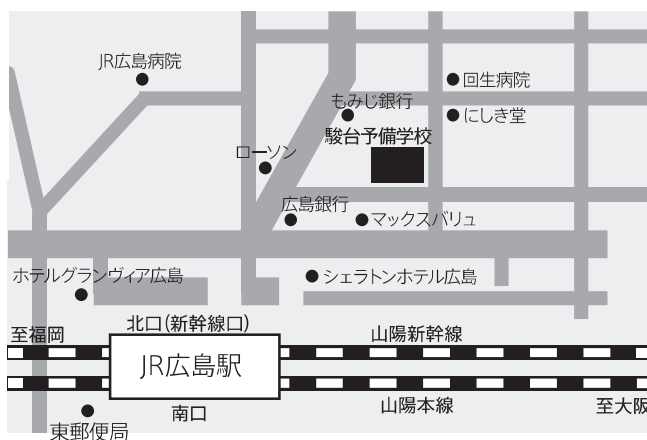 JR広島病院
回生病院
もみじ銀行
にしき堂
駿台予備学校
ローソン
広島銀行
マックスバリュ
ホテルグランヴィア広島
シェラトンホテル広島
北口(新幹線口)
至福岡
山陽新幹線
JR広島駅
山陽本線
至大阪
南口
東郵便局